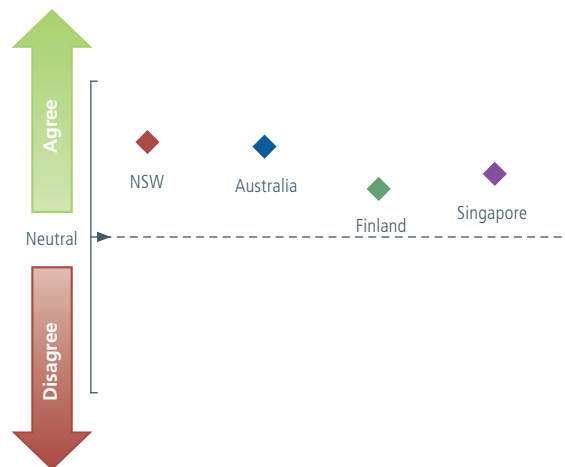 Agree
NSW
Australia
Singapore
Finland
Neutral
Disagree